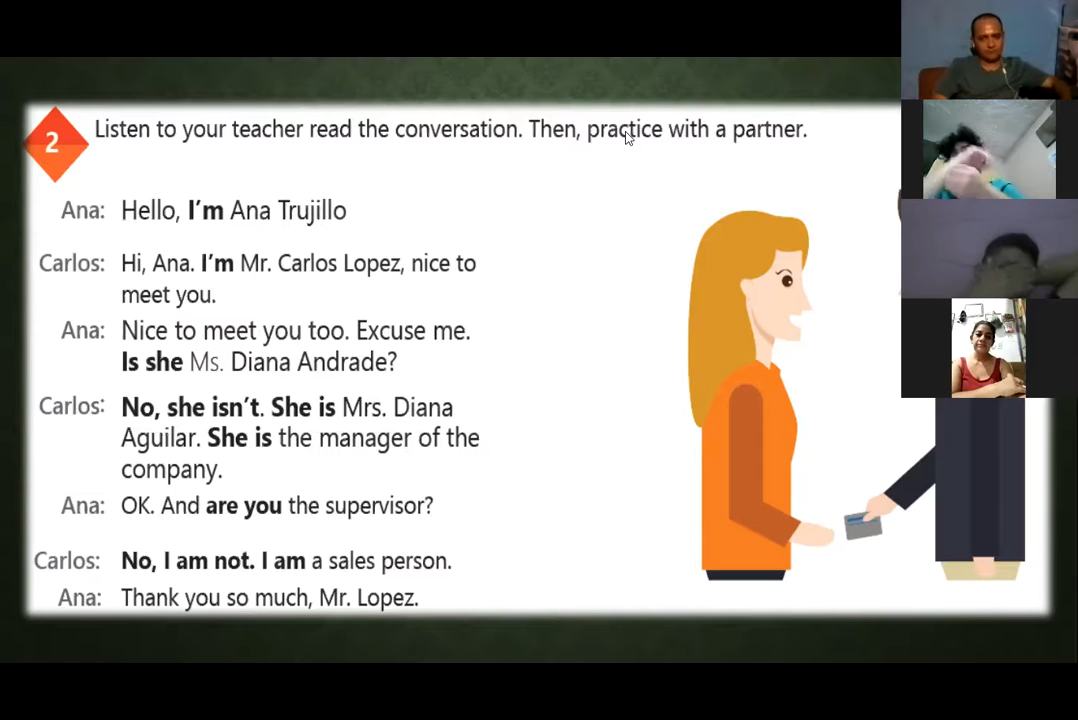 2
Listen to your teacher read the conversation. Then, practice with a partner.
Ana: Hello, I'm Ana Trujillo
Carlos: Hi, Ana. I'm Mr. Carlos Lopez, nice to
meet you.
Ana: Nice to meet you too. Excuse me.
Is she Ms. Diana Andrade?
Carlos: No, she isn't. She is Mrs. Diana
Aguilar. She is the manager of the
company.
Ana: OK. And are you the supervisor?
Carlos: No, I am not. I am a sales person.
Ana: Thank you so much, Mr. Lopez.